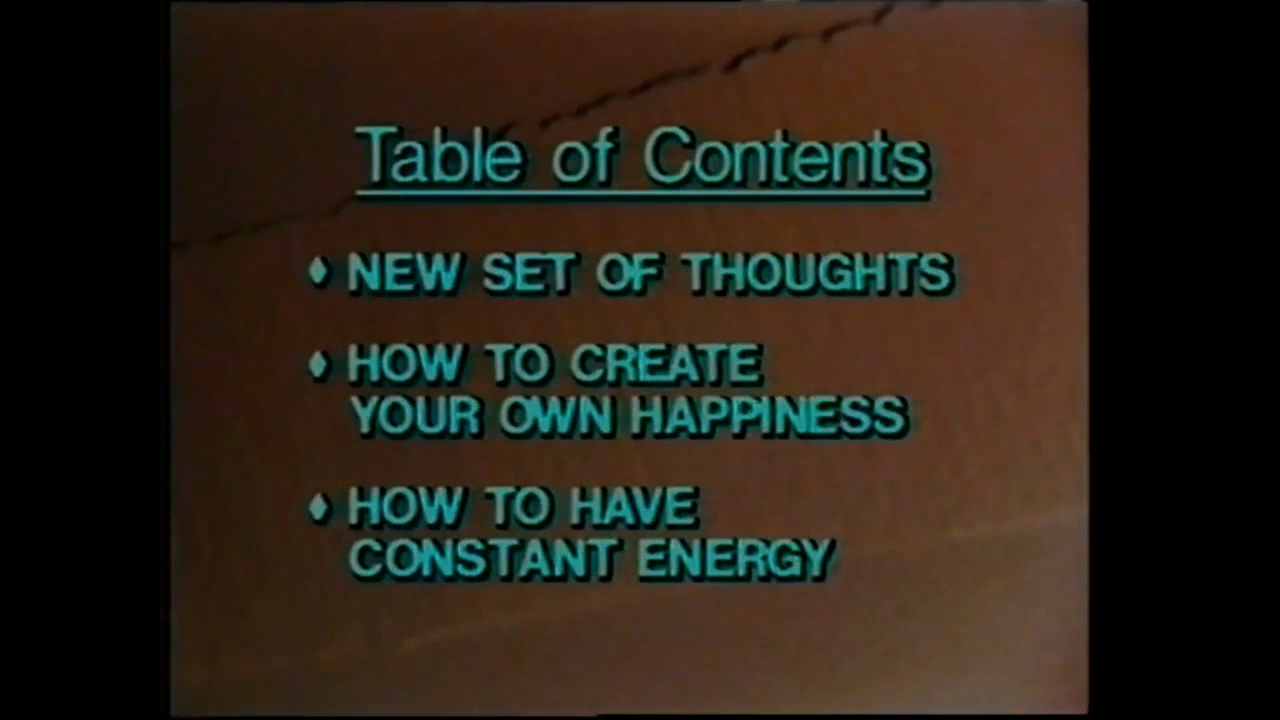 Table of Contents
♦ NEW SET OF THOUGHTS
♦ HOW TO CREATE
YOUR OWN HAPPINESS
♦ HOW TO HAVE
CONSTANT ENERGY